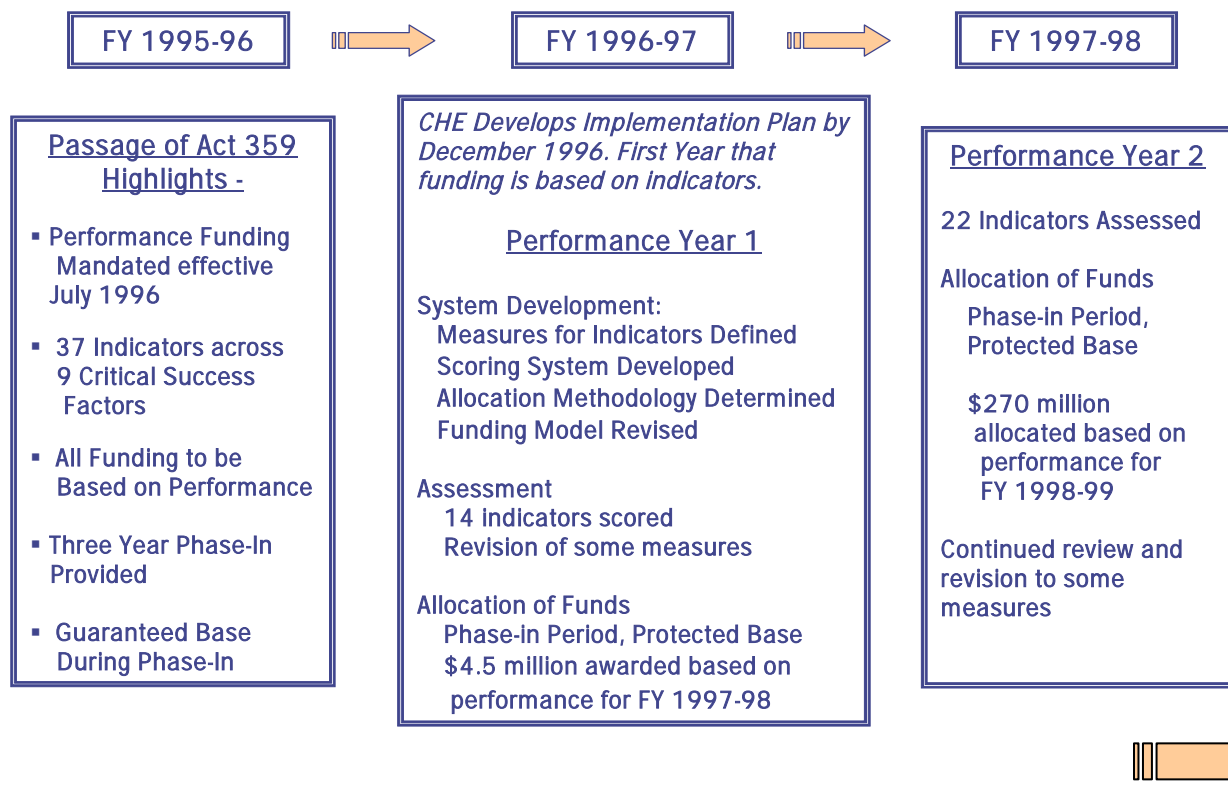 FY 1995-96
FY 1996-97
FY 1997-98
Passage of Act 359
Highlights -
▪ Performance Funding
Mandated effective
July 1996
▪ 37 Indicators across
9 Critical Success
Factors
▪ All Funding to be
Based on Performance
▪ Three Year Phase-In
Provided
▪ Guaranteed Base
During Phase-In
CHE Develops Implementation Plan by
December 1996. First Year that
funding is based on indicators.
Performance Year 1
System Development:
Measures for Indicators Defined
Scoring System Developed
Allocation Methodology Determined
Funding Model Revised
Assessment
14 indicators scored
Revision of some measures
Allocation of Funds
Phase-in Period, Protected Base
$4.5 million awarded based on
performance for FY 1997-98
Performance Year 2
22 Indicators Assessed
Allocation of Funds
Phase-in Period,
Protected Base
$270 million
allocated based on
performance for
FY 1998-99
Continued review and
revision to some
measures